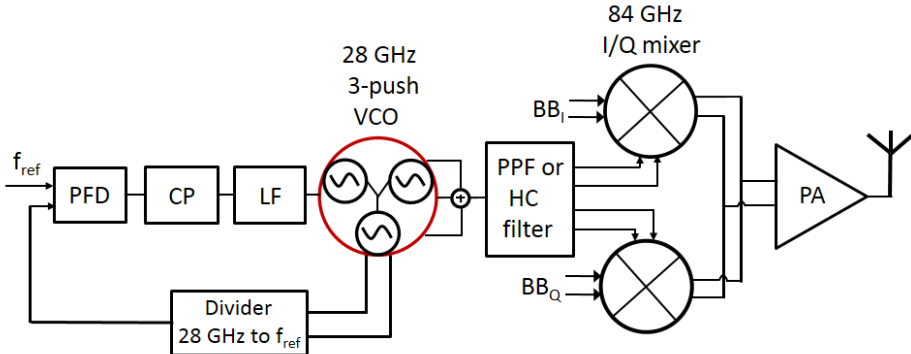 84 GHz
I/Q mixer
28 GHz
3-push
VCO
BB_I
f_ref
PFD
CP
LF
+
PPF or
HC
filter
PA
BB_Q
Divider
28 GHz to f_ref